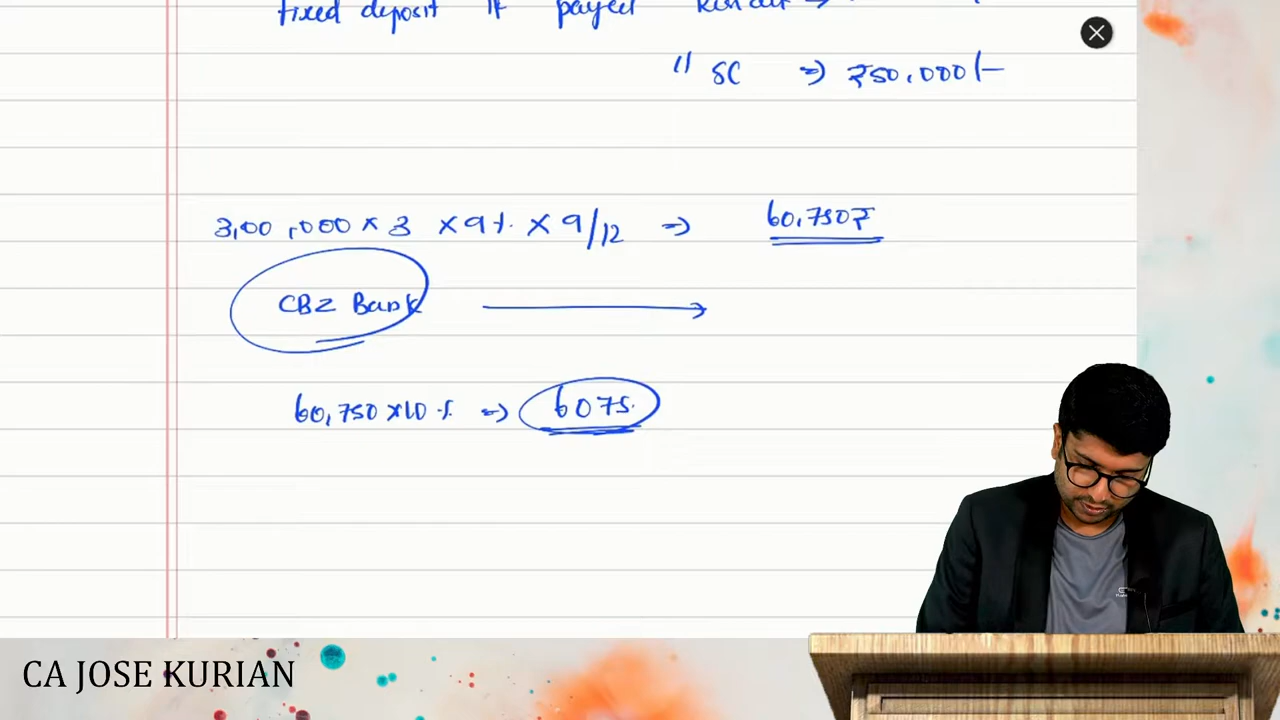 fixed deposit if payed
" SC ⇒ ₹50,000/-
3,00,000 × 3 × 9%. × 9/12 ⇒ 60,750₹
CBZ Bank
60,750 × 10% ⇒ 6075.
CA JOSE KURIAN